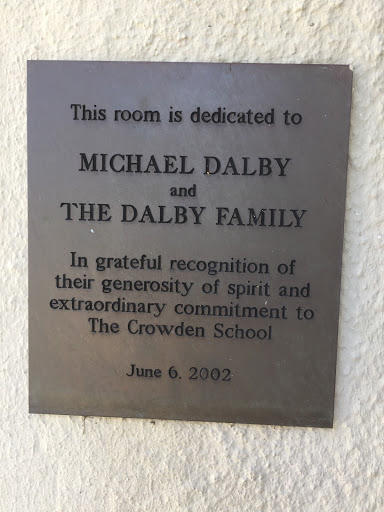 This room is dedicated to
MICHAEL DALBY
and
THE DALBY FAMILY
In grateful recognition of
their generosity of spirit and
extraordinary commitment to
The Crowden School
June 6, 2002